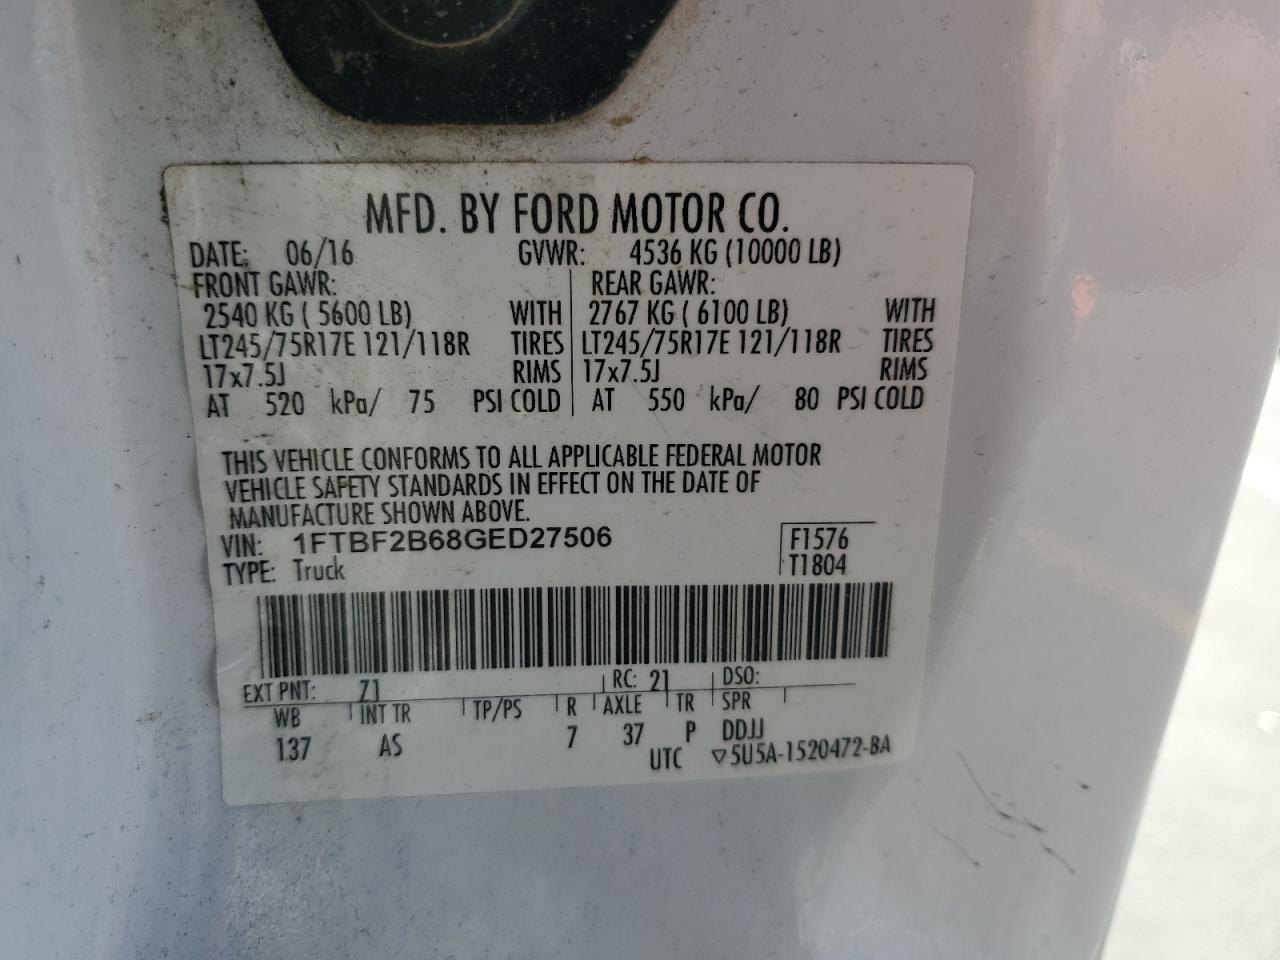 MFD. BY FORD MOTOR CO.
DATE: 06/16 GVWR: 4536 KG (10000 LB)
FRONT GAWR: REAR GAWR:
2540 KG ( 5600 LB) WITH 2767 KG ( 6100 LB) WITH
LT245/75R17E 121/118R TIRES LT245/75R17E 121/118R TIRES
17x7.5J RIMS 17x7.5J RIMS
AT 520 kPa/ 75 PSI COLD AT 550 kPa/ 80 PSI COLD
THIS VEHICLE CONFORMS TO ALL APPLICABLE FEDERAL MOTOR
VEHICLE SAFETY STANDARDS IN EFFECT ON THE DATE OF
MANUFACTURE SHOWN ABOVE.
VIN: 1FTBF2B68GED27506 F1576
TYPE: Truck T1804
EXT PNT: Z1 RC: 21 DSO:
WB INT TR TP/PS R AXLE TR SPR
137 AS 7 37 P DDJJ
UTC ▽5U5A-1520472-BA